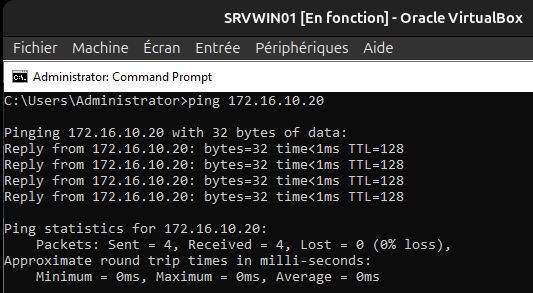 SRVWIN01 [En fonction] - Oracle VirtualBox
Fichier Machine Écran Entrée Périphériques Aide
Administrator: Command Prompt
C:\Users\Administrator>ping 172.16.10.20
Pinging 172.16.10.20 with 32 bytes of data:
Reply from 172.16.10.20: bytes=32 time<1ms TTL=128
Reply from 172.16.10.20: bytes=32 time<1ms TTL=128
Reply from 172.16.10.20: bytes=32 time<1ms TTL=128
Reply from 172.16.10.20: bytes=32 time<1ms TTL=128
Ping statistics for 172.16.10.20:
    Packets: Sent = 4, Received = 4, Lost = 0 (0% loss),
Approximate round trip times in milli-seconds:
    Minimum = 0ms, Maximum = 0ms, Average = 0ms